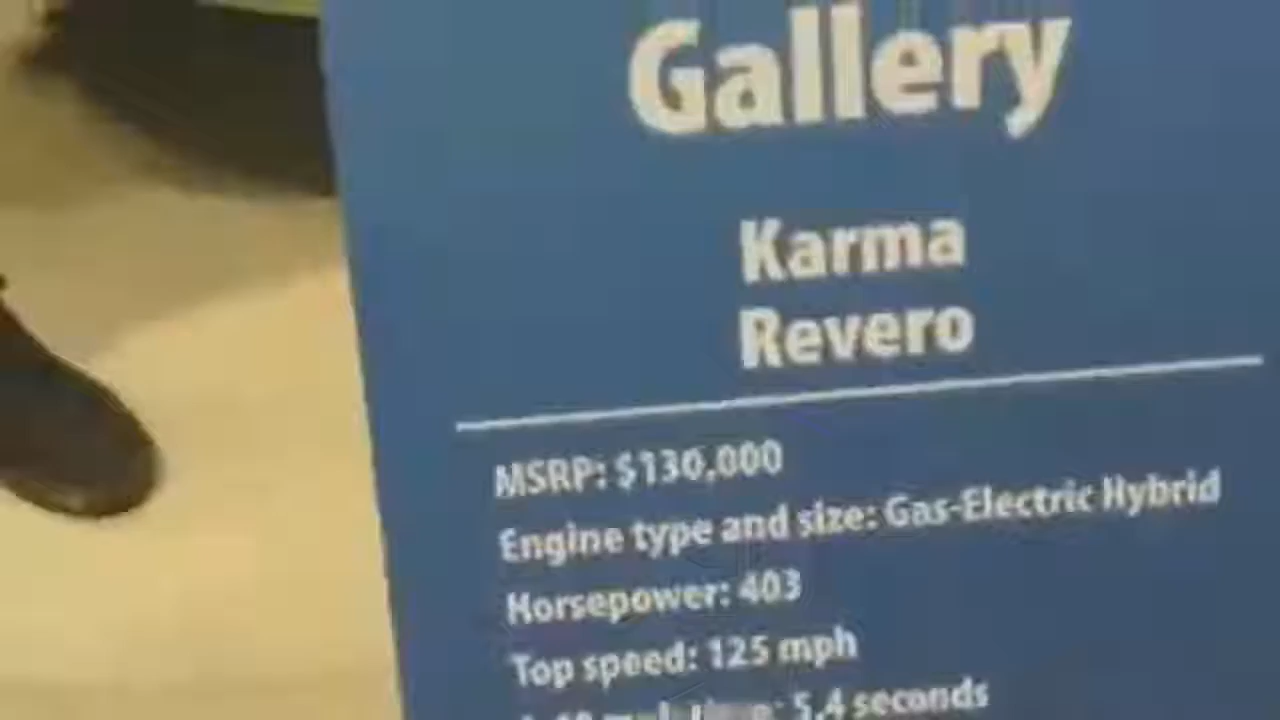 Gallery
Karma
Revero
MSRP: $130,000
Engine type and size: Gas-Electric Hybrid
Horsepower: 403
Top speed: 125 mph
time: 5.4 seconds